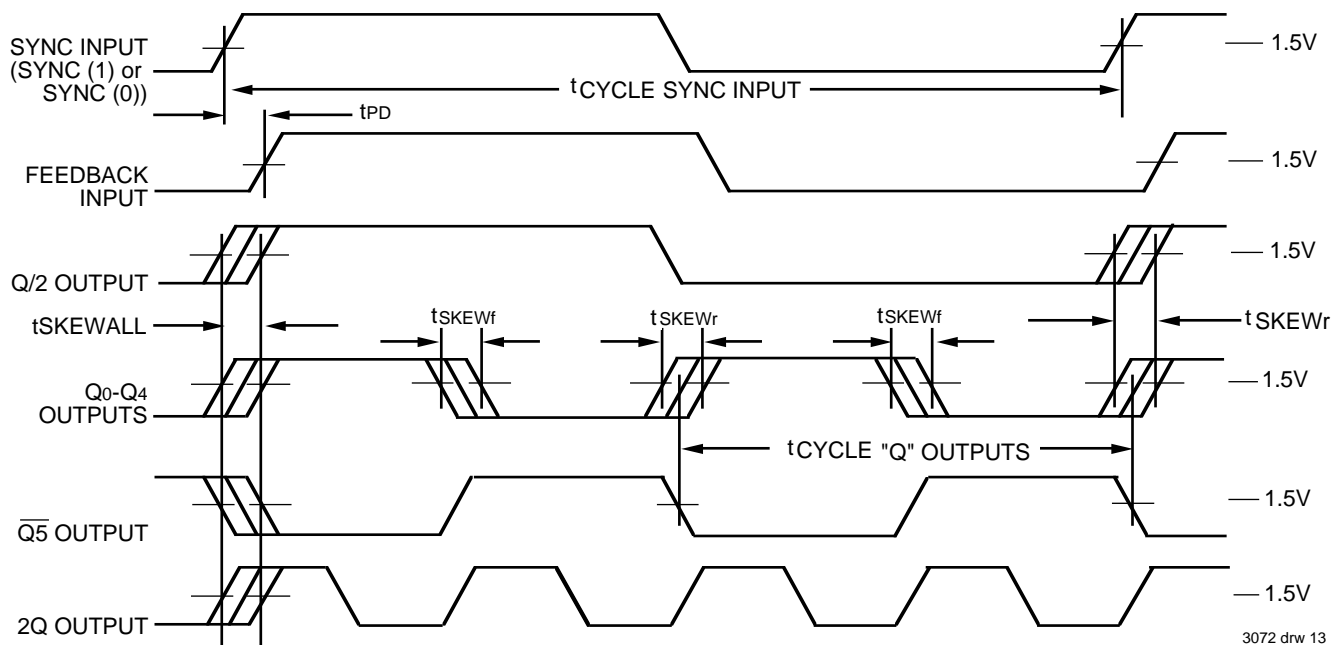 SYNC INPUT
(SYNC (1) or
SYNC (0))
1.5V
tCYCLE SYNC INPUT
tPD
FEEDBACK
INPUT
1.5V
Q/2 OUTPUT
1.5V
tSKEWALL
tSKEWf
tSKEWr
tSKEWf
tSKEWr
Q0-Q4
OUTPUTS
1.5V
tCYCLE "Q" OUTPUTS
Q̅5̅ OUTPUT
1.5V
2Q OUTPUT
1.5V
3072 drw 13